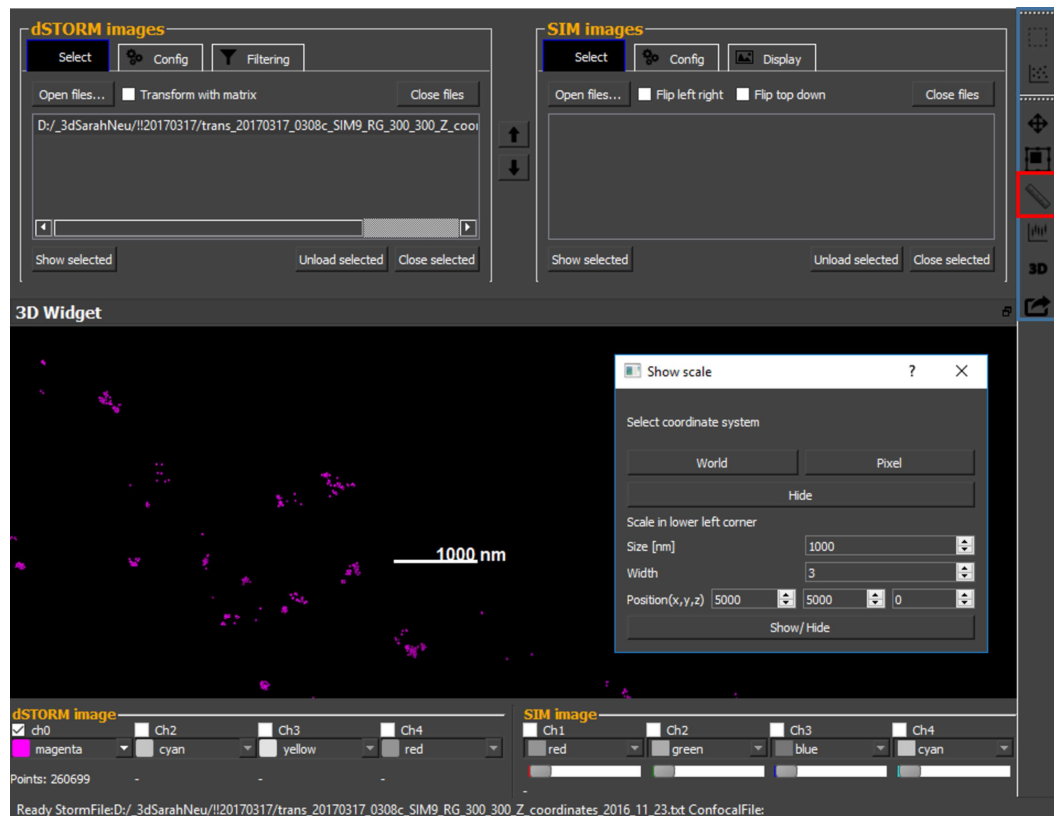 dSTORM images
Select Config Filtering
Open files... Transform with matrix Close files
D:/_3dSarahNeu/!!20170317/trans_20170317_0308c_SIM9_RG_300_300_Z_coor
Show selected Unload selected Close selected
SIM images
Select Config Display
Open files... Flip left right Flip top down Close files
Show selected Unload selected Close selected
3D
3D Widget
1000 nm
Show scale ? X
Select coordinate system
World Pixel
Hide
Scale in lower left corner
Size [nm] 1000
Width 3
Position(x,y,z) 5000 5000 0
Show/Hide
dSTORM image
ch0 Ch2 Ch3 Ch4
magenta cyan yellow red
Points: 260699 - - -
SIM image
Ch1 Ch2 Ch3 Ch4
red green blue cyan
-
Ready StormFile:D:/_3dSarahNeu/!!20170317/trans_20170317_0308c_SIM9_RG_300_300_Z_coordinates_2016_11_23.txt ConfocalFile: